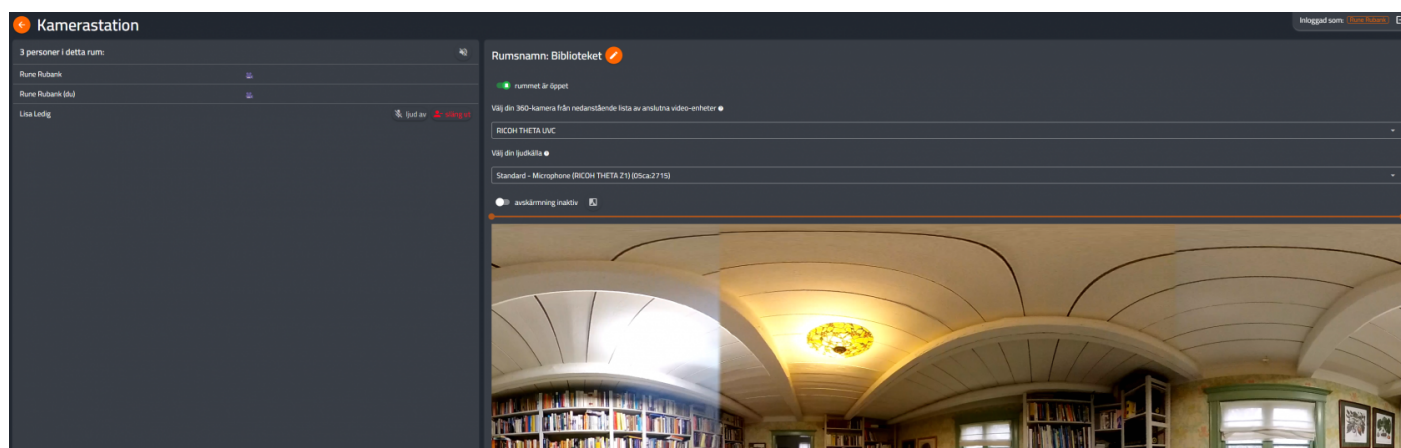 Kamerastation
Inloggad som: Rune Rubank
3 personer i detta rum:
Rune Rubank
Rune Rubank (du)
Lisa Ledig
ljud av
släng ut
Rumsnamn: Biblioteket
rummet är öppet
Välj din 360-kamera från nedanstående lista av anslutna video-enheter
RICOH THETA UVC
Välj din ljudkälla
Standard - Microphone (RICOH THETA Z1) (05ca:2715)
avskärmning inaktiv